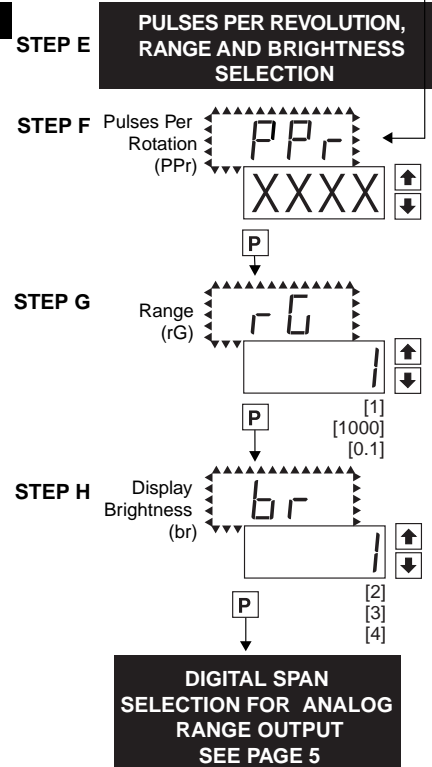 STEP E
PULSES PER REVOLUTION,
RANGE AND BRIGHTNESS
SELECTION
STEP F
Pulses Per
Rotation
(PPr)
PPr
XXXX
P
STEP G
Range
(rG)
rG
1
[1]
[1000]
[0.1]
P
STEP H
Display
Brightness
(br)
br
1
[2]
[3]
[4]
P
DIGITAL SPAN
SELECTION FOR ANALOG
RANGE OUTPUT
SEE PAGE 5